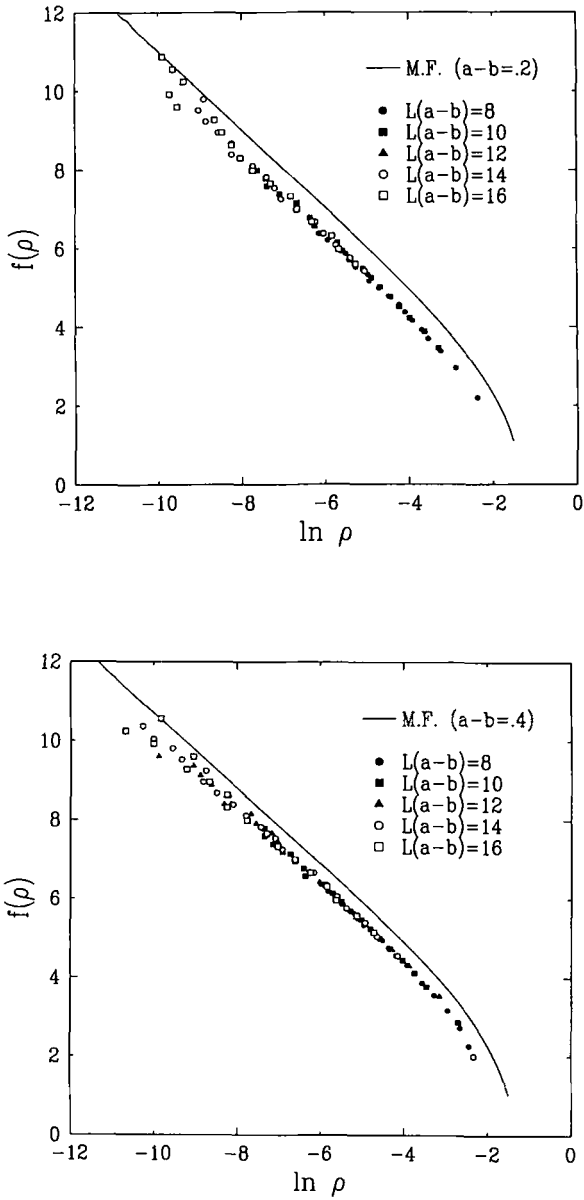 12
10
8
6
4
2
0
f(ρ)
M.F. (a−b=.2)
L(a−b)=8
L(a−b)=10
L(a−b)=12
L(a−b)=14
L(a−b)=16
−12 −10 −8 −6 −4 −2 0
ln ρ
12
10
8
6
4
2
0
f(ρ)
M.F. (a−b=.4)
L(a−b)=8
L(a−b)=10
L(a−b)=12
L(a−b)=14
L(a−b)=16
−12 −10 −8 −6 −4 −2 0
ln ρ